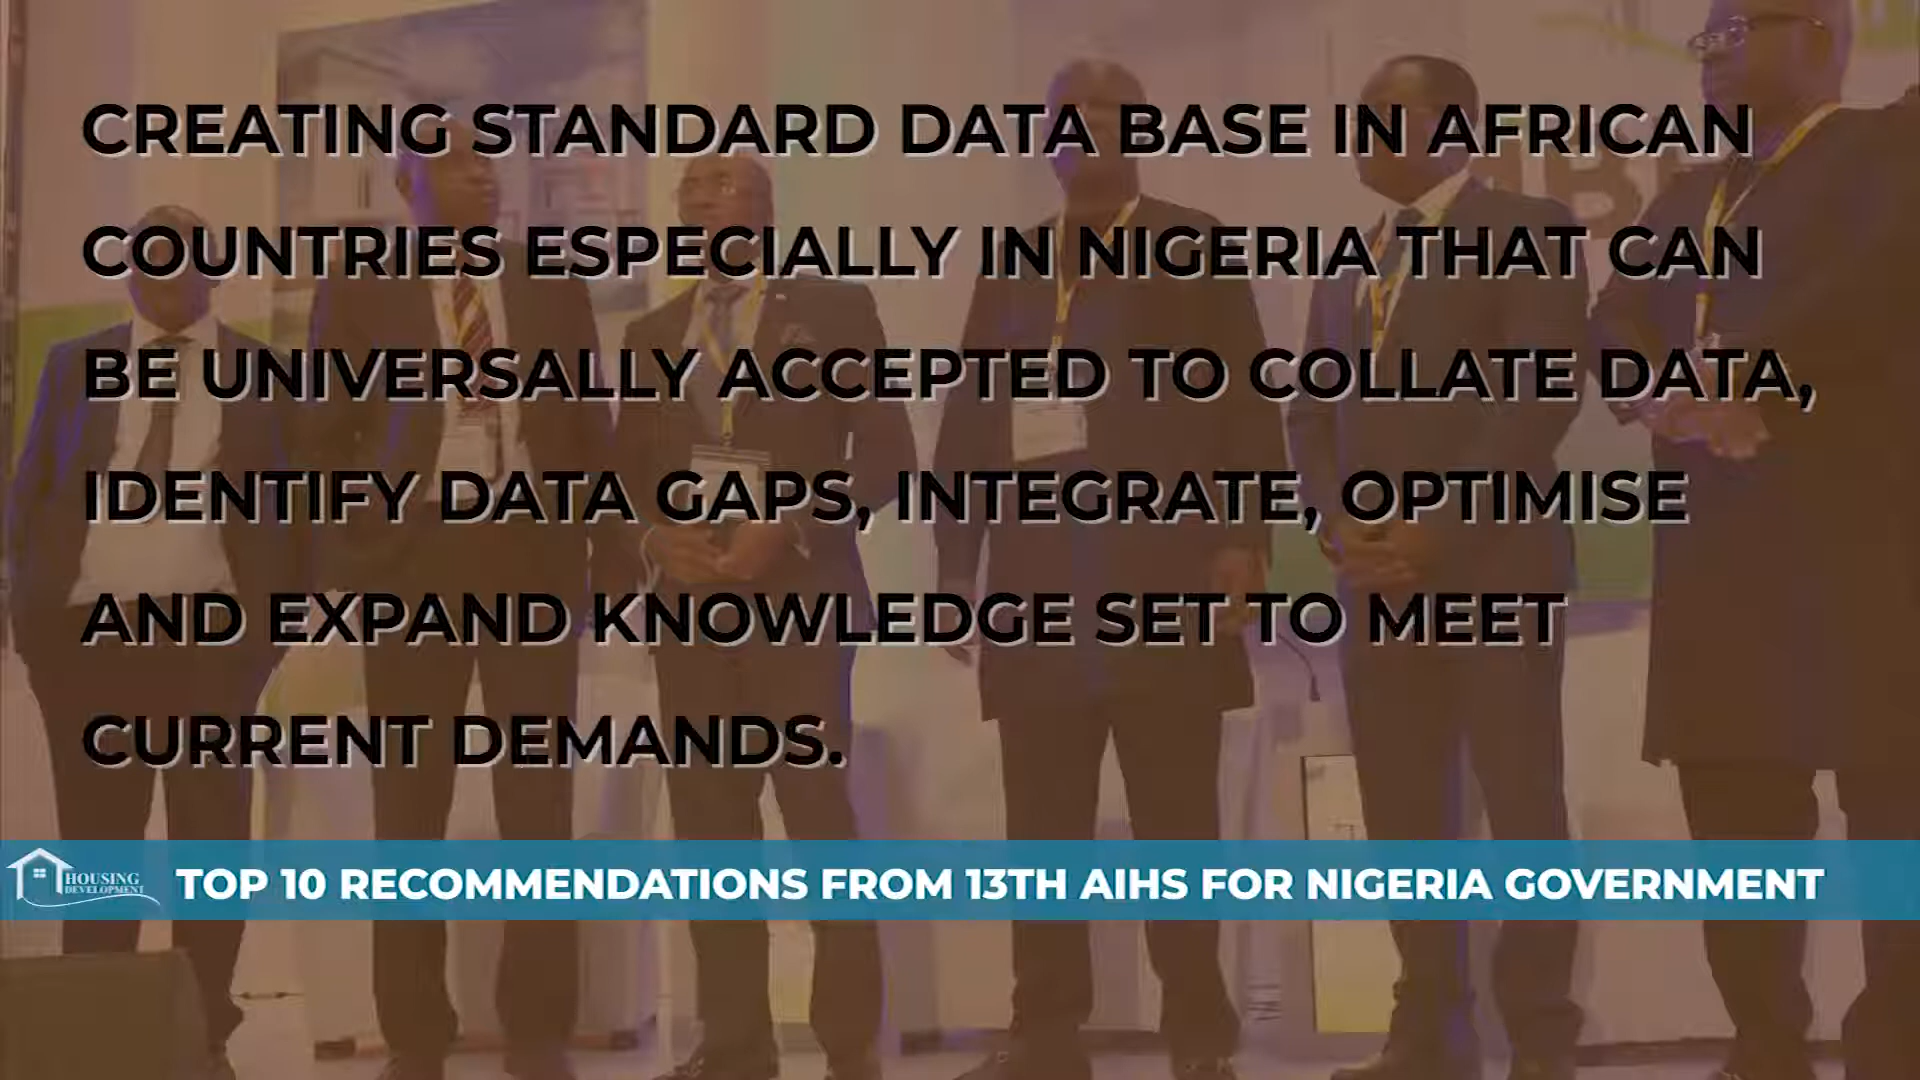 CREATING STANDARD DATA BASE IN AFRICAN
COUNTRIES ESPECIALLY IN NIGERIA THAT CAN
BE UNIVERSALLY ACCEPTED TO COLLATE DATA,
IDENTIFY DATA GAPS, INTEGRATE, OPTIMISE
AND EXPAND KNOWLEDGE SET TO MEET
CURRENT DEMANDS.
HOUSING
DEVELOPMENT
TOP 10 RECOMMENDATIONS FROM 13TH AIHS FOR NIGERIA GOVERNMENT